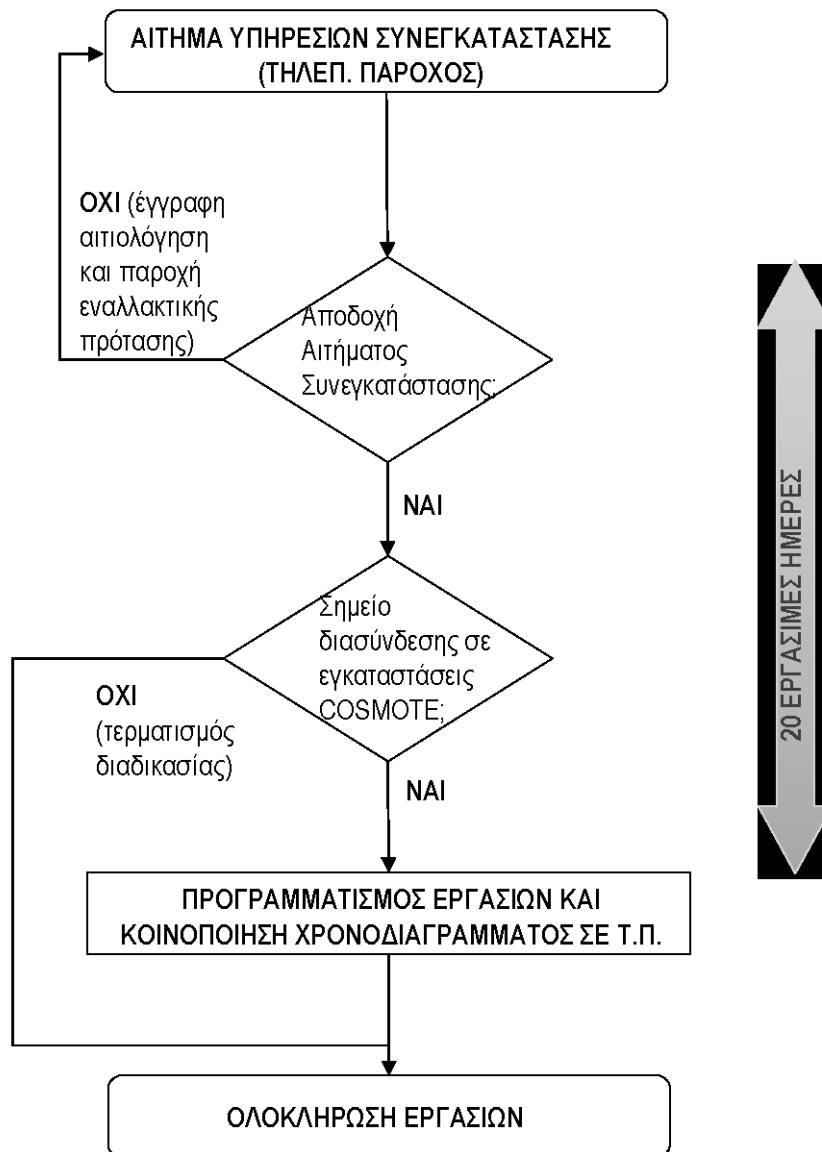 ΑΙΤΗΜΑ ΥΠΗΡΕΣΙΩΝ ΣΥΝΕΓΚΑΤΑΣΤΑΣΗΣ
(ΤΗΛΕΠ. ΠΑΡΟΧΟΣ)
ΟΧΙ (έγγραφη
αιτιολόγηση
και παροχή
εναλλακτικής
πρότασης)
Αποδοχή
Αιτήματος
Συνεγκατάστασης;
ΝΑΙ
Σημείο
διασύνδεσης σε
εγκαταστάσεις
COSMOTE;
ΟΧΙ
(τερματισμός
διαδικασίας)
ΝΑΙ
ΠΡΟΓΡΑΜΜΑΤΙΣΜΟΣ ΕΡΓΑΣΙΩΝ ΚΑΙ
ΚΟΙΝΟΠΟΙΗΣΗ ΧΡΟΝΟΔΙΑΓΡΑΜΜΑΤΟΣ ΣΕ Τ.Π.
ΟΛΟΚΛΗΡΩΣΗ ΕΡΓΑΣΙΩΝ
20 ΕΡΓΑΣΙΜΕΣ ΗΜΕΡΕΣ